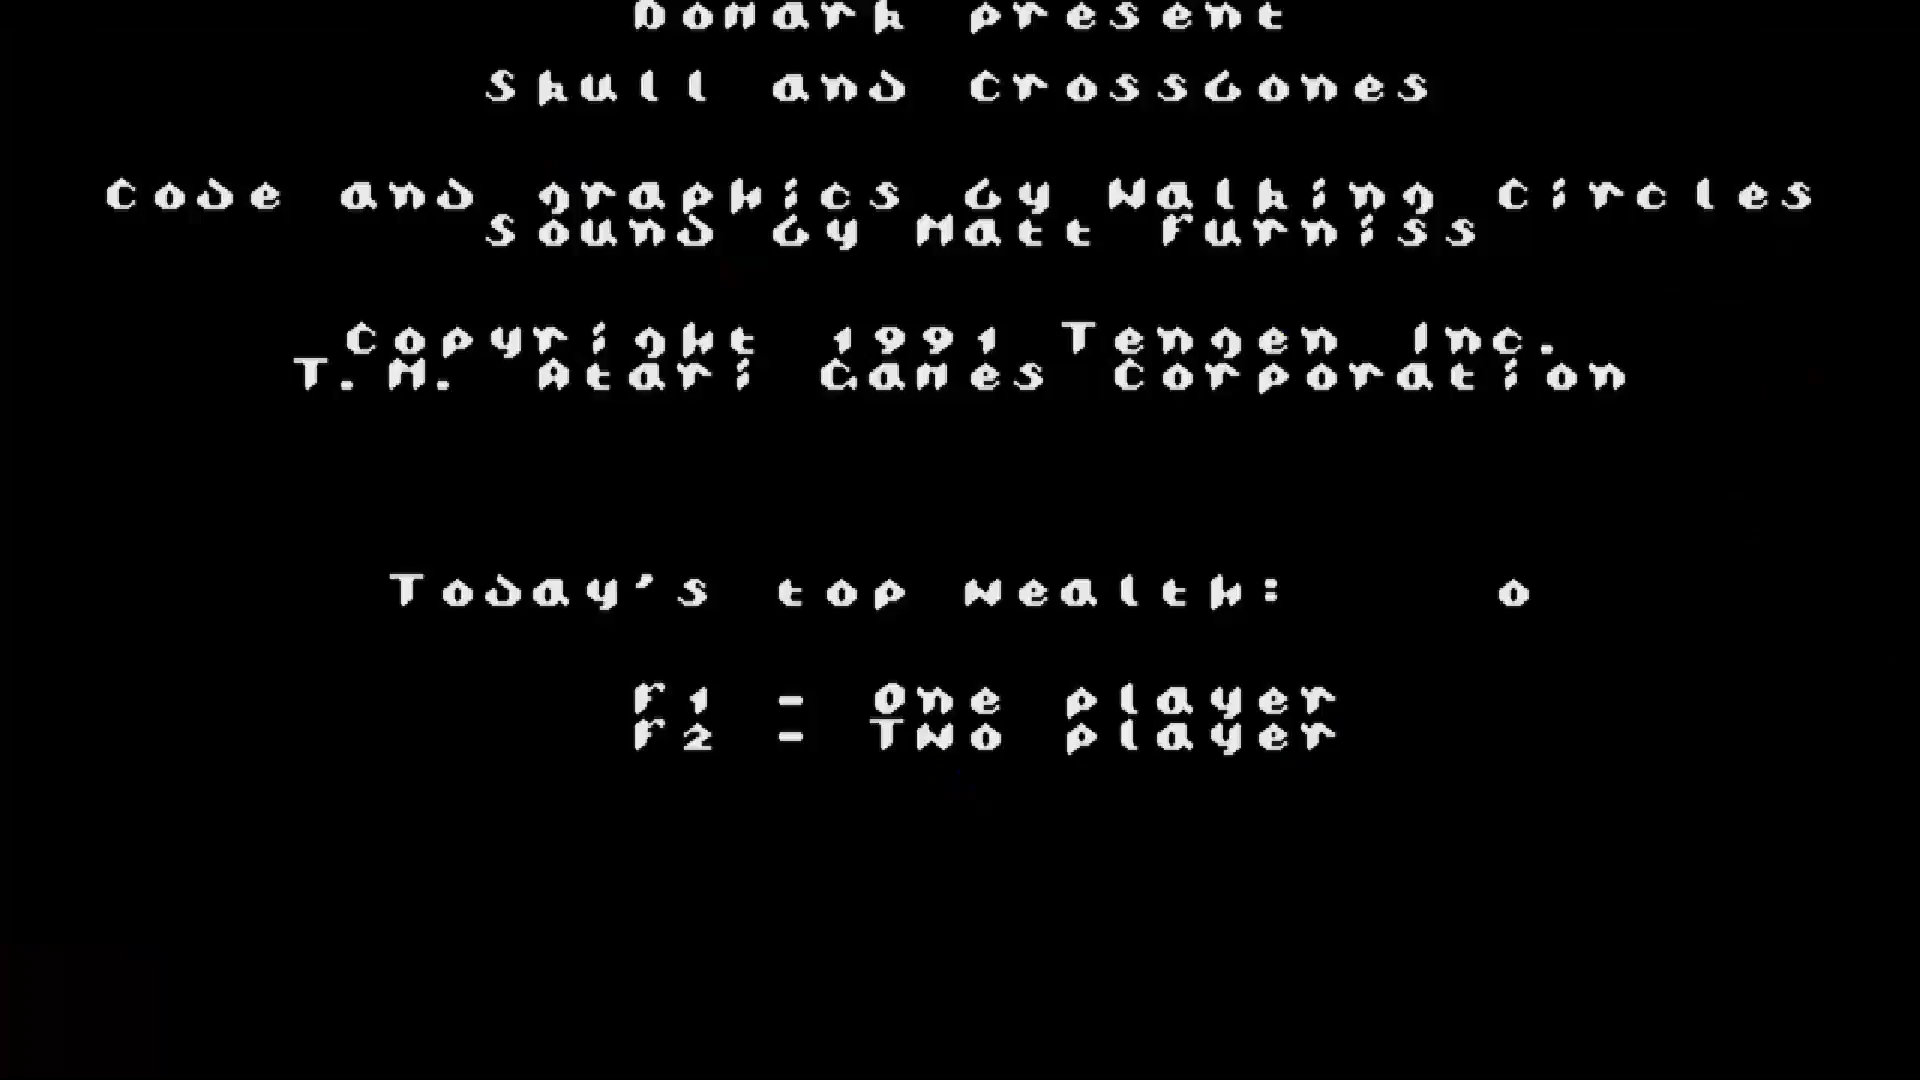 Domark present
Skull and Crossbones
Code and graphics by Walking Circles
Sound by Matt Furniss
Copyright 1991 Tengen Inc.
T.M. Atari Games Corporation
Today's top wealth: 0
F1 - One player
F2 - Two player